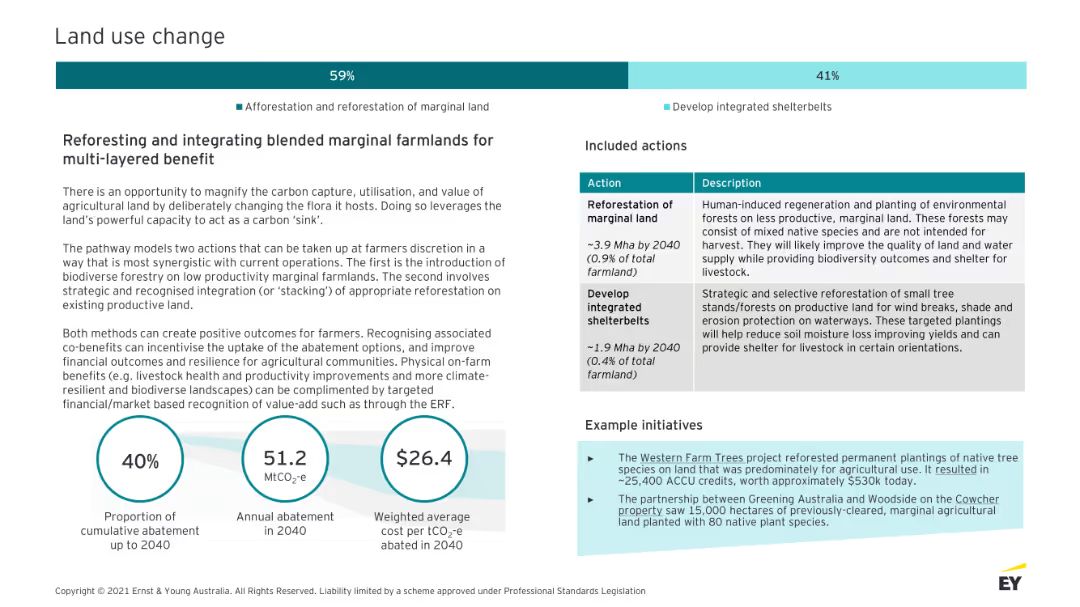 Land use change
59%
41%
Afforestation and reforestation of marginal land
Develop integrated shelterbelts
Reforesting and integrating blended marginal farmlands for
multi-layered benefit
There is an opportunity to magnify the carbon capture, utilisation, and value of
agricultural land by deliberately changing the flora it hosts. Doing so leverages the
land's powerful capacity to act as a carbon 'sink'.
The pathway models two actions that can be taken up at farmers discretion in a
way that is most synergistic with current operations. The first is the introduction of
biodiverse forestry on low productivity marginal farmlands. The second involves
strategic and recognised integration (or 'stacking') of appropriate reforestation on
existing productive land.
Both methods can create positive outcomes for farmers. Recognising associated
co-benefits can incentivise the uptake of the abatement options, and improve
financial outcomes and resilience for agricultural communities. Physical on-farm
benefits (e.g. livestock health and productivity improvements and more climate-
resilient and biodiverse landscapes) can be complimented by targeted
financial/market based recognition of value-add such as through the ERF.
40%
Proportion of
cumulative abatement
up to 2040
51.2
MtCO2-e
Annual abatement
in 2040
$26.4
Weighted average
cost per tCO2-e
abated in 2040
Included actions
Action
Description
Reforestation of
marginal land
~3.9 Mha by 2040
(0.9% of total
farmland)
Human-induced regeneration and planting of environmental
forests on less productive, marginal land. These forests may
consist of mixed native species and are not intended for
harvest. They will likely improve the quality of land and water
supply while providing biodiversity outcomes and shelter for
livestock.
Develop
integrated
shelterbelts
~1.9 Mha by 2040
(0.4% of total
farmland)
Strategic and selective reforestation of small tree
stands/forests on productive land for wind breaks, shade and
erosion protection on waterways. These targeted plantings
will help reduce soil moisture loss improving yields and can
provide shelter for livestock in certain orientations.
Example initiatives
► The Western Farm Trees project reforested permanent plantings of native tree
species on land that was predominately for agricultural use. It resulted in
~25,400 ACCU credits, worth approximately $530k today.
► The partnership between Greening Australia and Woodside on the Cowcher
property saw 15,000 hectares of previously-cleared, marginal agricultural
land planted with 80 native plant species.
Copyright © 2021 Ernst & Young Australia. All Rights Reserved. Liability limited by a scheme approved under Professional Standards Legislation
EY